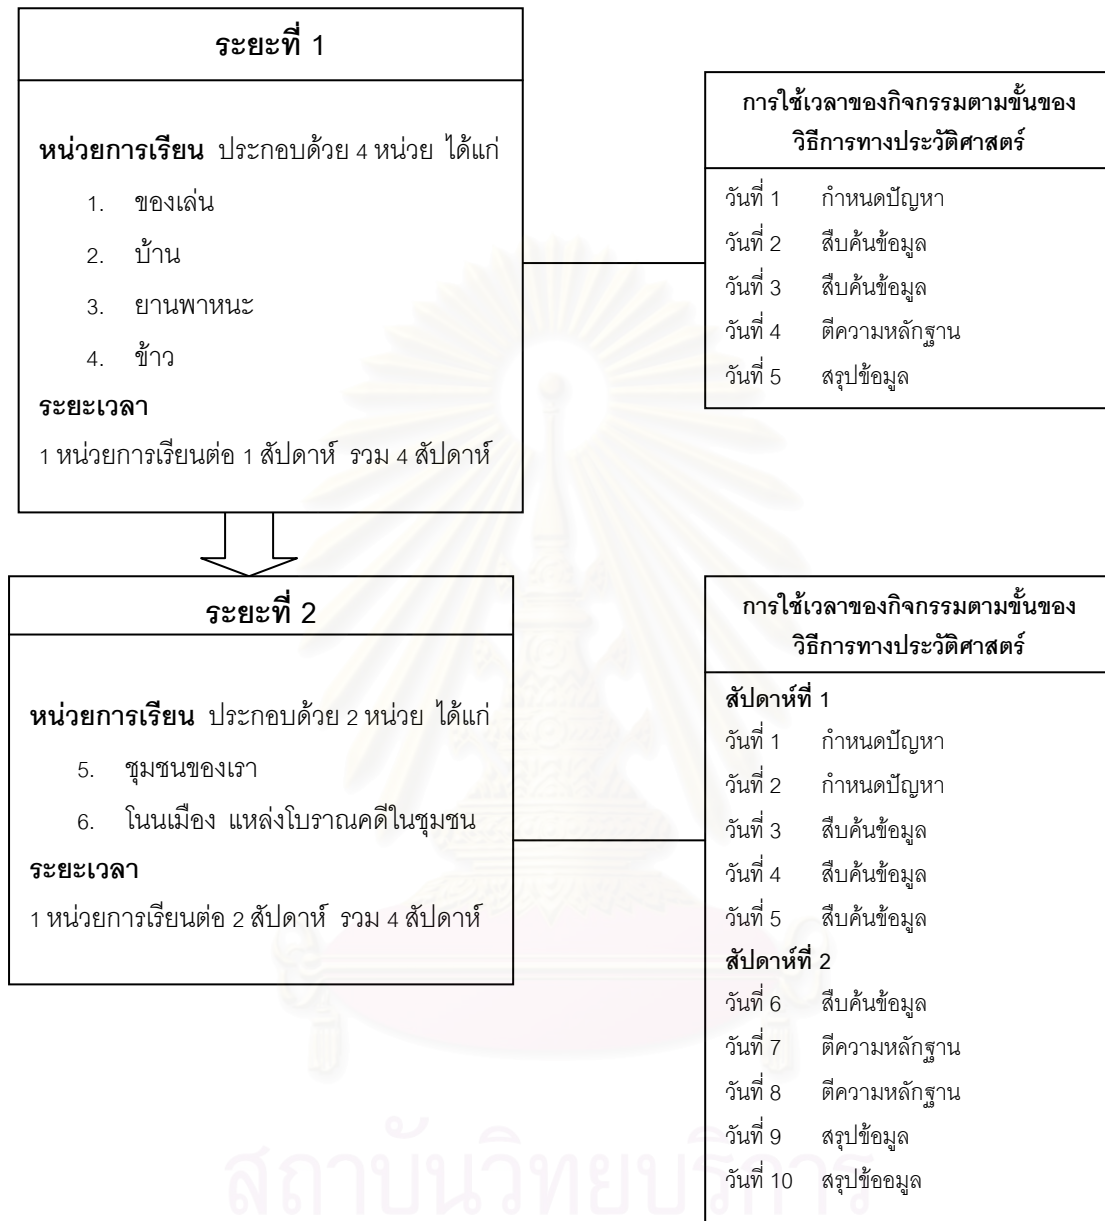 ระยะที่ 1
หน่วยการเรียน ประกอบด้วย 4 หน่วย ได้แก่
1. ของเล่น
2. บ้าน
3. ยานพาหนะ
4. ข้าว
ระยะเวลา
1 หน่วยการเรียนต่อ 1 สัปดาห์ รวม 4 สัปดาห์
การใช้เวลาของกิจกรรมตามขั้นของ
วิธีการทางประวัติศาสตร์
วันที่ 1 กำหนดปัญหา
วันที่ 2 สืบค้นข้อมูล
วันที่ 3 สืบค้นข้อมูล
วันที่ 4 ตีความหลักฐาน
วันที่ 5 สรุปข้อมูล
ระยะที่ 2
หน่วยการเรียน ประกอบด้วย 2 หน่วย ได้แก่
5. ชุมชนของเรา
6. โนนเมือง แหล่งโบราณคดีในชุมชน
ระยะเวลา
1 หน่วยการเรียนต่อ 2 สัปดาห์ รวม 4 สัปดาห์
การใช้เวลาของกิจกรรมตามขั้นของ
วิธีการทางประวัติศาสตร์
สัปดาห์ที่ 1
วันที่ 1 กำหนดปัญหา
วันที่ 2 กำหนดปัญหา
วันที่ 3 สืบค้นข้อมูล
วันที่ 4 สืบค้นข้อมูล
วันที่ 5 สืบค้นข้อมูล
สัปดาห์ที่ 2
วันที่ 6 สืบค้นข้อมูล
วันที่ 7 ตีความหลักฐาน
วันที่ 8 ตีความหลักฐาน
วันที่ 9 สรุปข้อมูล
วันที่ 10 สรุปข้ออมูล
สถาบันวิทยบริการ